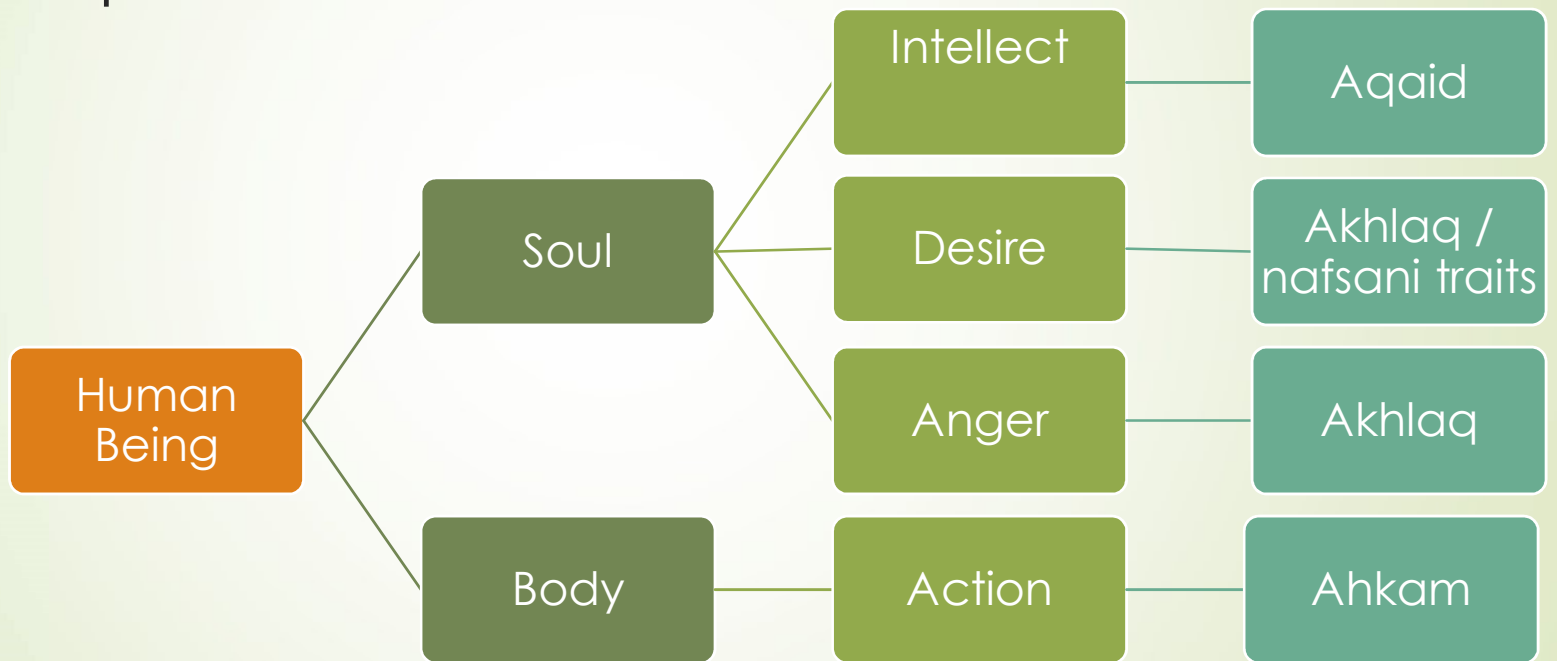 Human
Being
Soul
Body
Intellect
Desire
Anger
Action
Aqaid
Akhlaq /
nafsani traits
Akhlaq
Ahkam